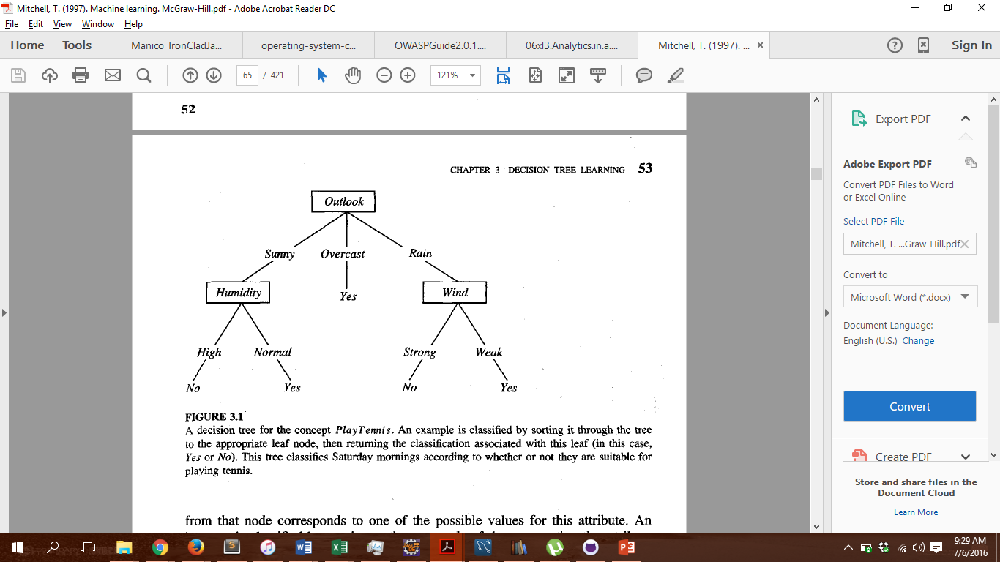 Mitchell, T. (1997). Machine learning. McGraw-Hill.pdf - Adobe Acrobat Reader DC
File Edit View Window Help
Home Tools Manico_IronCladJa... operating-system-c... OWASPGuide2.0.1.... 06xl3.Analytics.in.a.... Mitchell, T. (1997). ... ×
Sign In
65 / 421 121%
52
CHAPTER 3 DECISION TREE LEARNING 53
Outlook
Sunny Overcast Rain
Humidity Yes Wind
High Normal Strong Weak
No Yes No Yes
FIGURE 3.1
A decision tree for the concept PlayTennis. An example is classified by sorting it through the tree
to the appropriate leaf node, then returning the classification associated with this leaf (in this case,
Yes or No). This tree classifies Saturday mornings according to whether or not they are suitable for
playing tennis.
from that node corresponds to one of the possible values for this attribute. An
Export PDF
Adobe Export PDF
Convert PDF Files to Word
or Excel Online
Select PDF File
Mitchell, T. ...Graw-Hill.pdf
Convert to
Microsoft Word (*.docx)
Document Language:
English (U.S.) Change
Convert
Create PDF
Store and share files in the
Document Cloud
Learn More
9:29 AM
7/6/2016